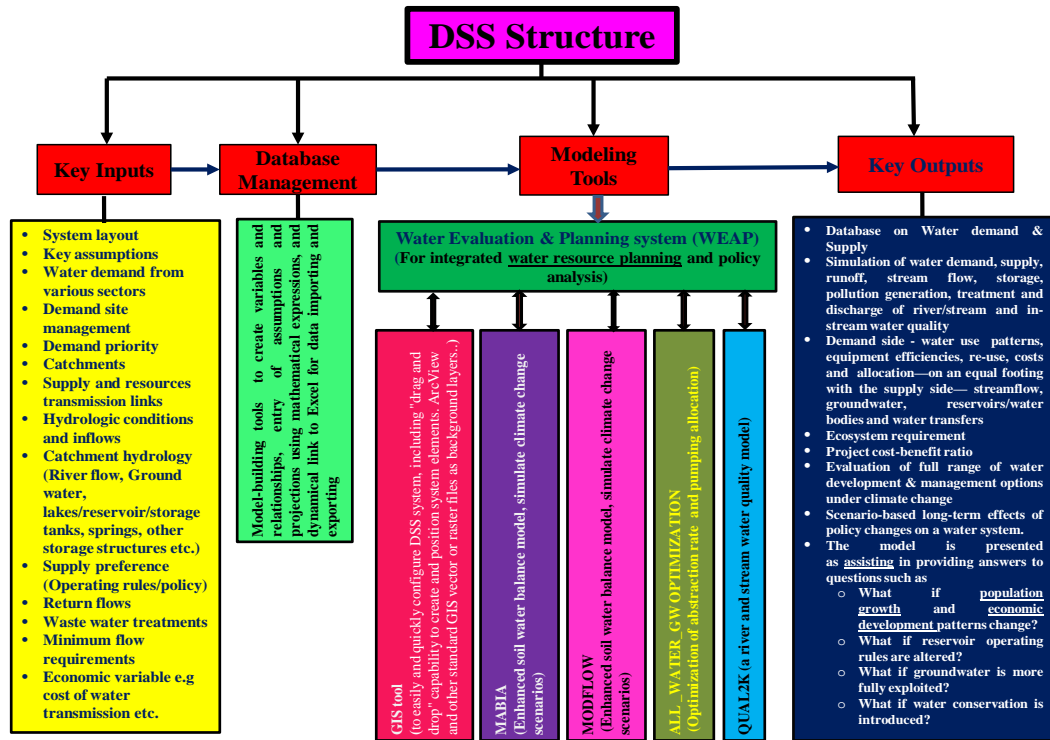 DSS Structure
Key Inputs
Database
Management
Modeling
Tools
Key Outputs
• System layout
• Key assumptions
• Water demand from
various sectors
• Demand site
management
• Demand priority
• Catchments
• Supply and resources
transmission links
• Hydrologic conditions
and inflows
• Catchment hydrology
(River flow, Ground
water,
lakes/reservoir/storage
tanks, springs, other
storage structures etc.)
• Supply preference
(Operating rules/policy)
• Return flows
• Waste water treatments
• Minimum flow
requirements
• Economic variable e.g
cost of water
transmission etc.
Model-building tools to create variables and
relationships, entry of assumptions and
projections using mathematical expressions, and
dynamical link to Excel for data importing and
exporting
Water Evaluation & Planning system (WEAP)
(For integrated water resource planning and policy
analysis)
GIS tool
(to easily and quickly configure DSS system, including "drag and
drop" capability to create and position system elements. ArcView
and other standard GIS vector or raster files as background layers..)
MABIA
(Enhanced soil water balance model, simulate climate change
scenarios)
MODFLOW
(Enhanced soil water balance model, simulate climate change
scenarios)
ALL_WATER_GWOPTIMIZATION
(Optimization of abstraction rate and pumping allocation)
QUAL2K (a river and stream water quality model)
• Database on Water demand &
Supply
• Simulation of water demand, supply,
runoff, stream flow, storage,
pollution generation, treatment and
discharge of river/stream and in-
stream water quality
• Demand side - water use patterns,
equipment efficiencies, re-use, costs
and allocation—on an equal footing
with the supply side— streamflow,
groundwater, reservoirs/water
bodies and water transfers
• Ecosystem requirement
• Project cost-benefit ratio
• Evaluation of full range of water
development & management options
under climate change
• Scenario-based long-term effects of
policy changes on a water system.
• The model is presented
as assisting in providing answers to
questions such as
o What if population
growth and economic
development patterns change?
o What if reservoir operating
rules are altered?
o What if groundwater is more
fully exploited?
o What if water conservation is
introduced?